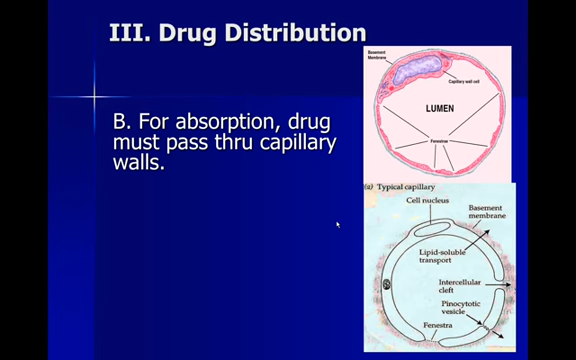 III. Drug Distribution
B. For absorption, drug
must pass thru capillary
walls.
Basement
Membrane
Capillary wall cell
LUMEN
Fenestrae
(a) Typical capillary
Cell nucleus
Basement
membrane
Lipid-soluble
transport
Intercellular
cleft
Pinocytotic
vesicle
Fenestra